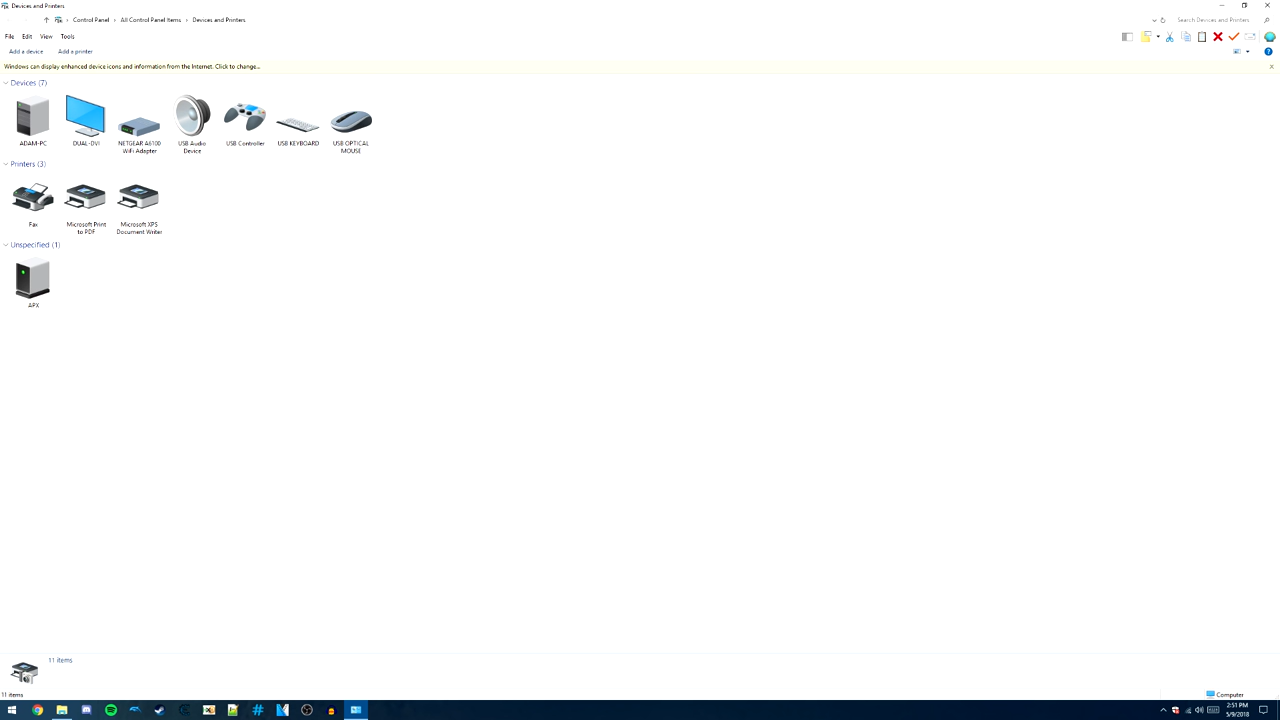 Devices and Printers
Control Panel > All Control Panel Items > Devices and Printers
Search Devices and Printers
File Edit View Tools
Add a device Add a printer
Windows can display enhanced device icons and information from the Internet. Click to change...
Devices (7)
ADAM-PC DUAL-DVI NETGEAR A6100 USB Audio USB Controller USB KEYBOARD USB OPTICAL
WiFi Adapter Device MOUSE
Printers (3)
Fax Microsoft Print Microsoft XPS
to PDF Document Writer
Unspecified (1)
APX
11 items
11 items
Computer
2:51 PM
5/9/2018